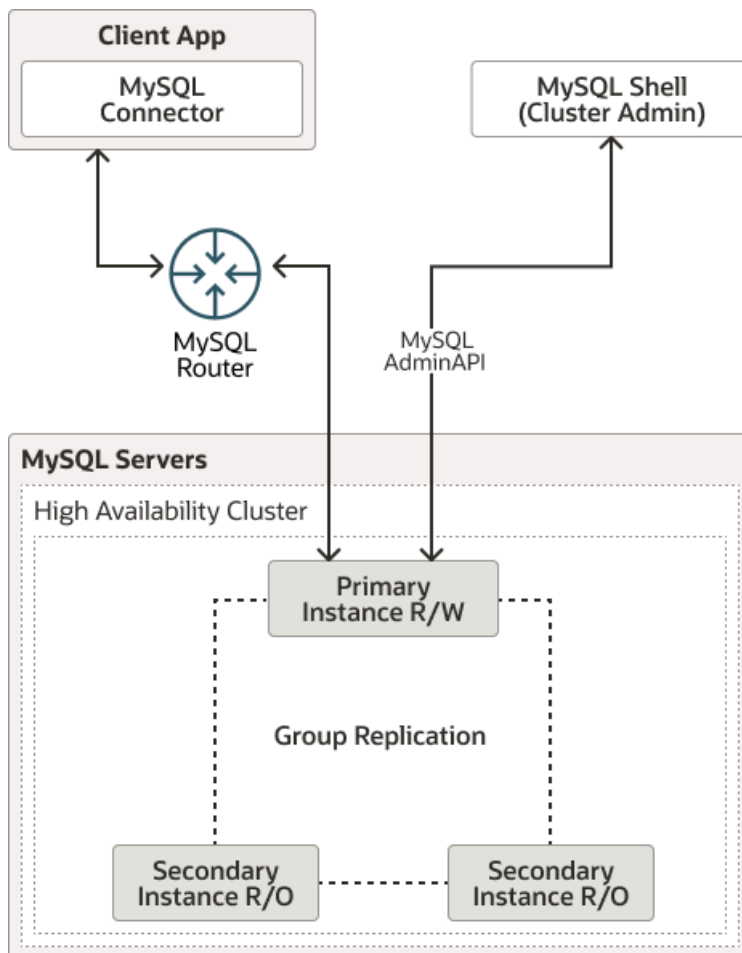 Client App
MySQL
Connector
MySQL Shell
(Cluster Admin)
MySQL
Router
MySQL
AdminAPI
MySQL Servers
High Availability Cluster
Primary
Instance R/W
Group Replication
Secondary
Instance R/O
Secondary
Instance R/O